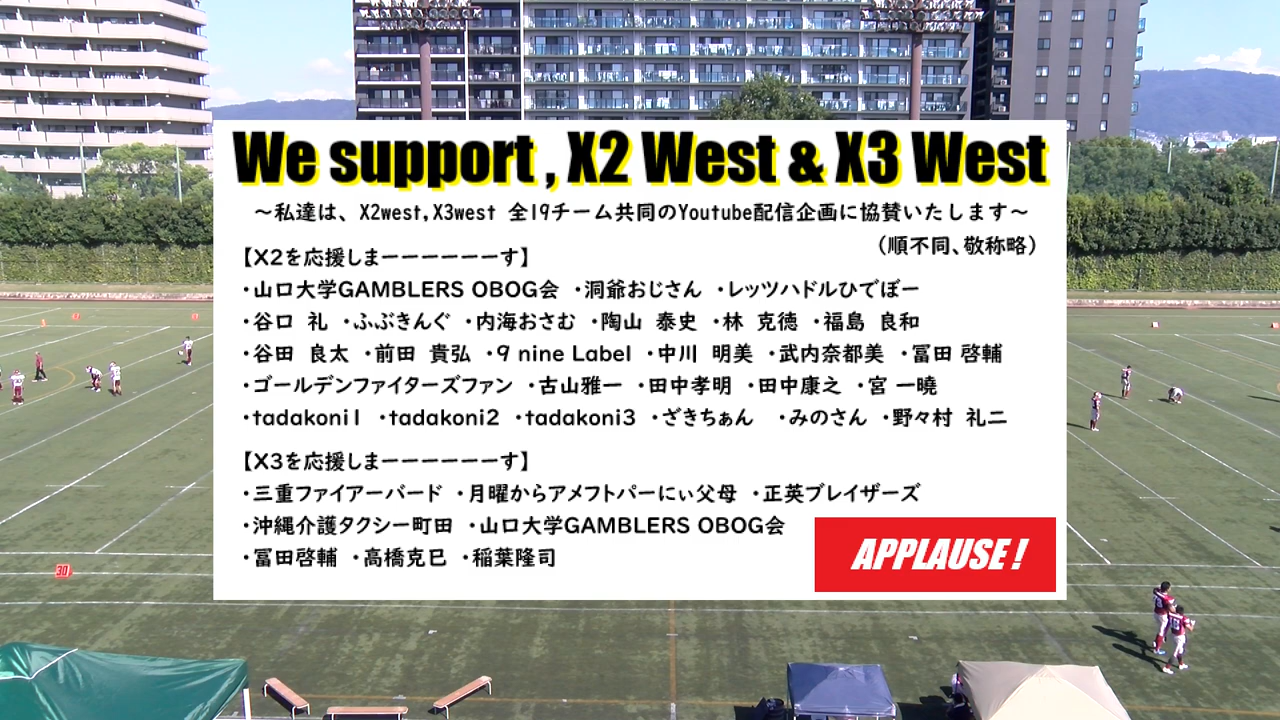 We support , X2 West & X3 West
～私達は、X2west,X3west 全19チーム共同のYoutube配信企画に協賛いたします～
（順不同、敬称略）
【X2を応援しまーーーーーーす】
・山口大学GAMBLERS OBOG会 ・洞爺おじさん ・レッツハドルひでぼー
・谷口 礼 ・ふぶきんぐ ・内海おさむ ・陶山 泰史 ・林 克徳 ・福島 良和
・谷田 良太 ・前田 貴弘 ・9 nine Label ・中川 明美 ・武内奈都美 ・冨田 啓輔
・ゴールデンファイターズファン ・古山雅一 ・田中孝明 ・田中康之 ・宮 一曉
・tadakoni1 ・tadakoni2 ・tadakoni3 ・ざきちぁん ・みのさん ・野々村 礼二
【X3を応援しまーーーーーーす】
・三重ファイアーバード ・月曜からアメフトバーにぃ父母 ・正英ブレイザーズ
・沖縄介護タクシー町田 ・山口大学GAMBLERS OBOG会
・冨田啓輔 ・高橋克巳 ・稲葉隆司
APPLAUSE !
30